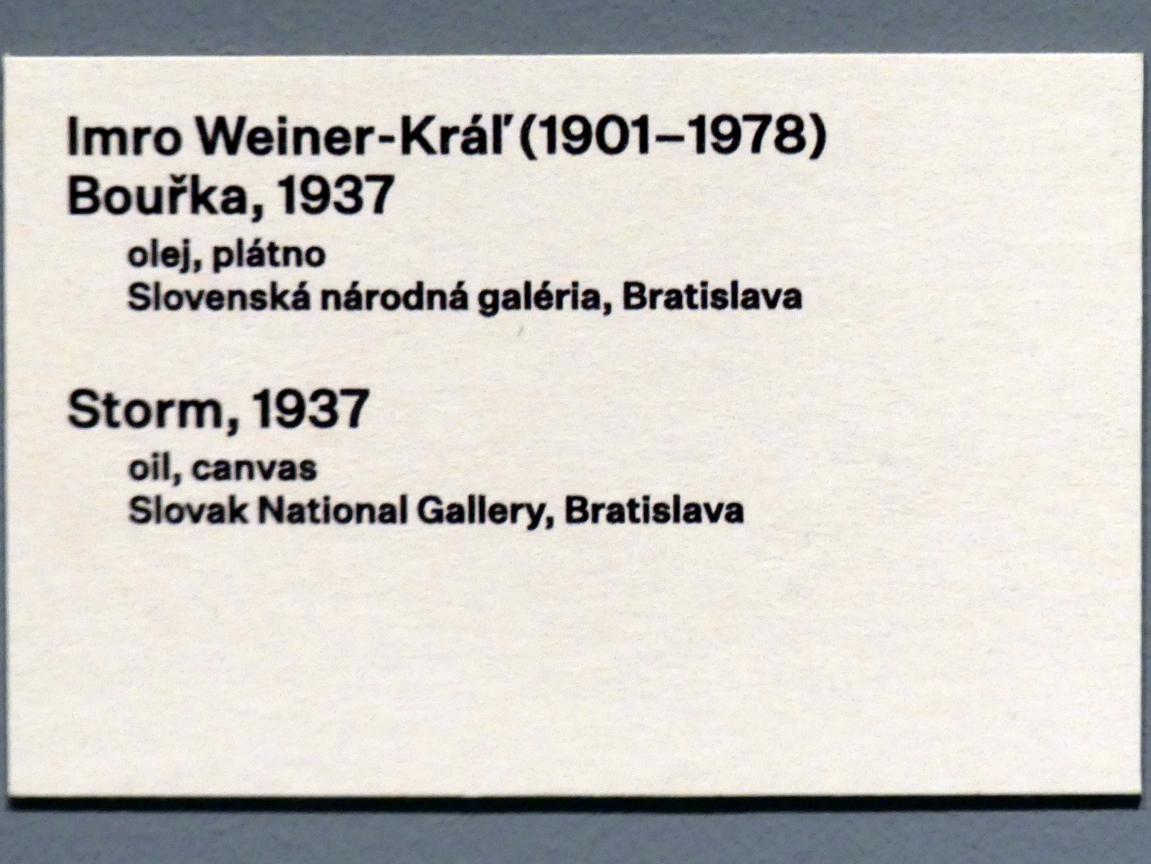 Imro Weiner-Kráľ (1901–1978)
Bouřka, 1937
olej, plátno
Slovenská národná galéria, Bratislava
Storm, 1937
oil, canvas
Slovak National Gallery, Bratislava